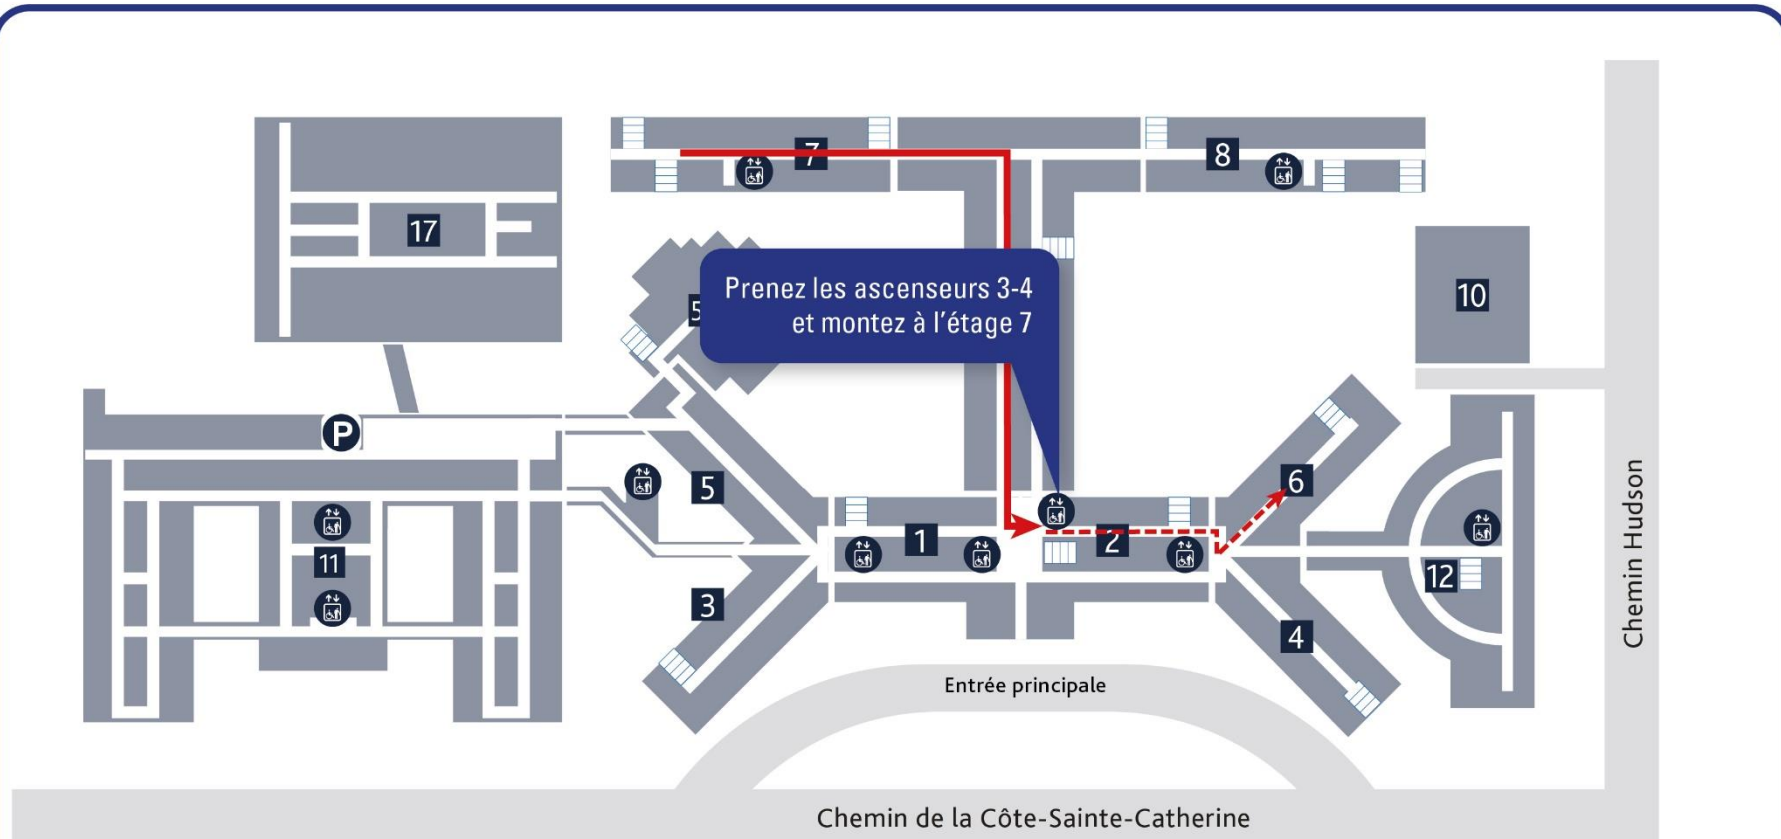 7
8
17
Prenez les ascenseurs 3-4
et montez à l'étage 7
5
10
P
6
5
1
2
11
12
3
4
Entrée principale
Chemin Hudson
Chemin de la Côte-Sainte-Catherine